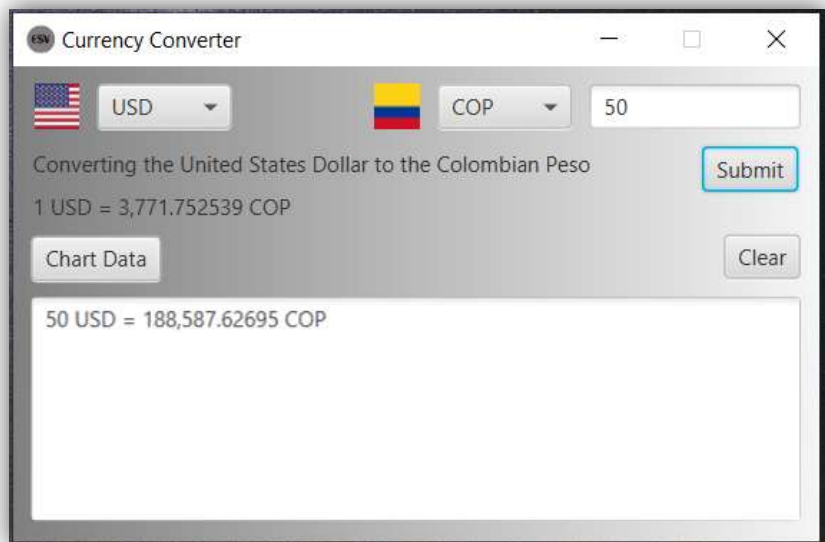 ESV Currency Converter
USD COP 50
Converting the United States Dollar to the Colombian Peso Submit
1 USD = 3,771.752539 COP
Chart Data Clear
50 USD = 188,587.62695 COP